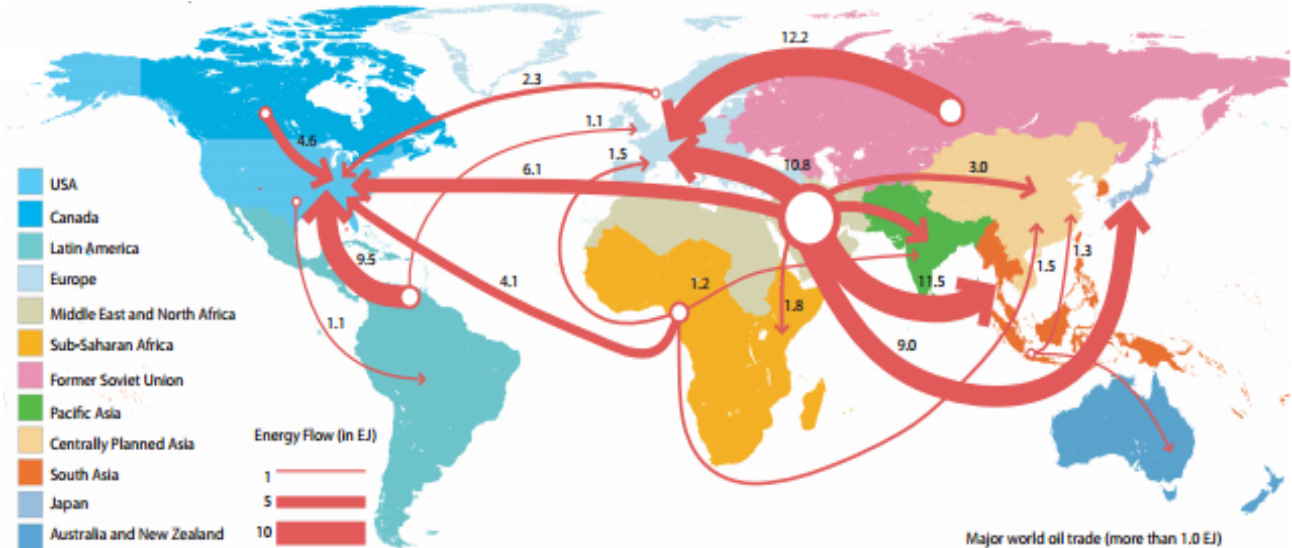 12.2
2.3
1.1
4.6
1.5
10.8
6.1
3.0
USA
Canada
Latin America
9.5
4.1
1.2
11.5
1.5
1.3
Europe
Middle East and North Africa
1.8
1.1
9.0
Sub-Saharan Africa
Former Soviet Union
Pacific Asia
Centrally Planned Asia
South Asia
Japan
Australia and New Zealand
Energy Flow (in EJ)
1
5
10
Major world oil trade (more than 1.0 EJ)